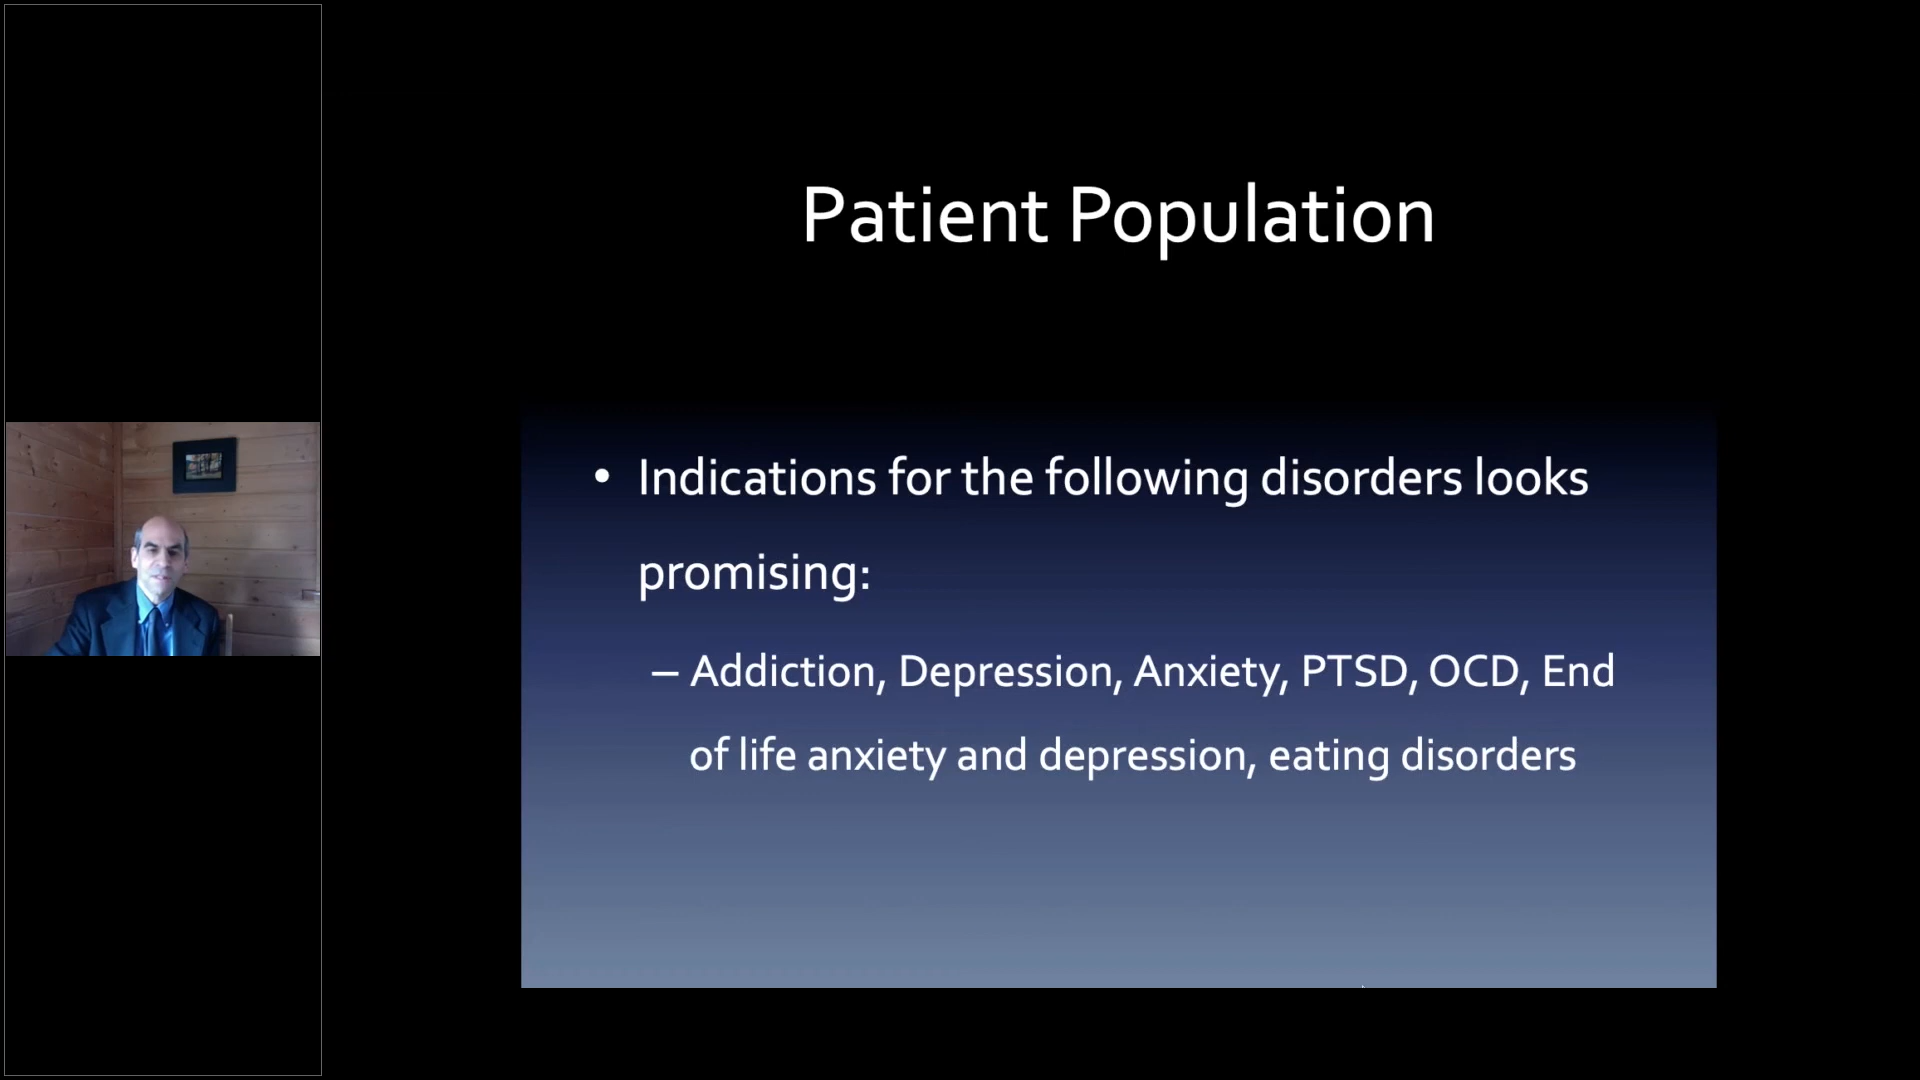 Patient Population
• Indications for the following disorders looks
promising:
– Addiction, Depression, Anxiety, PTSD, OCD, End
of life anxiety and depression, eating disorders